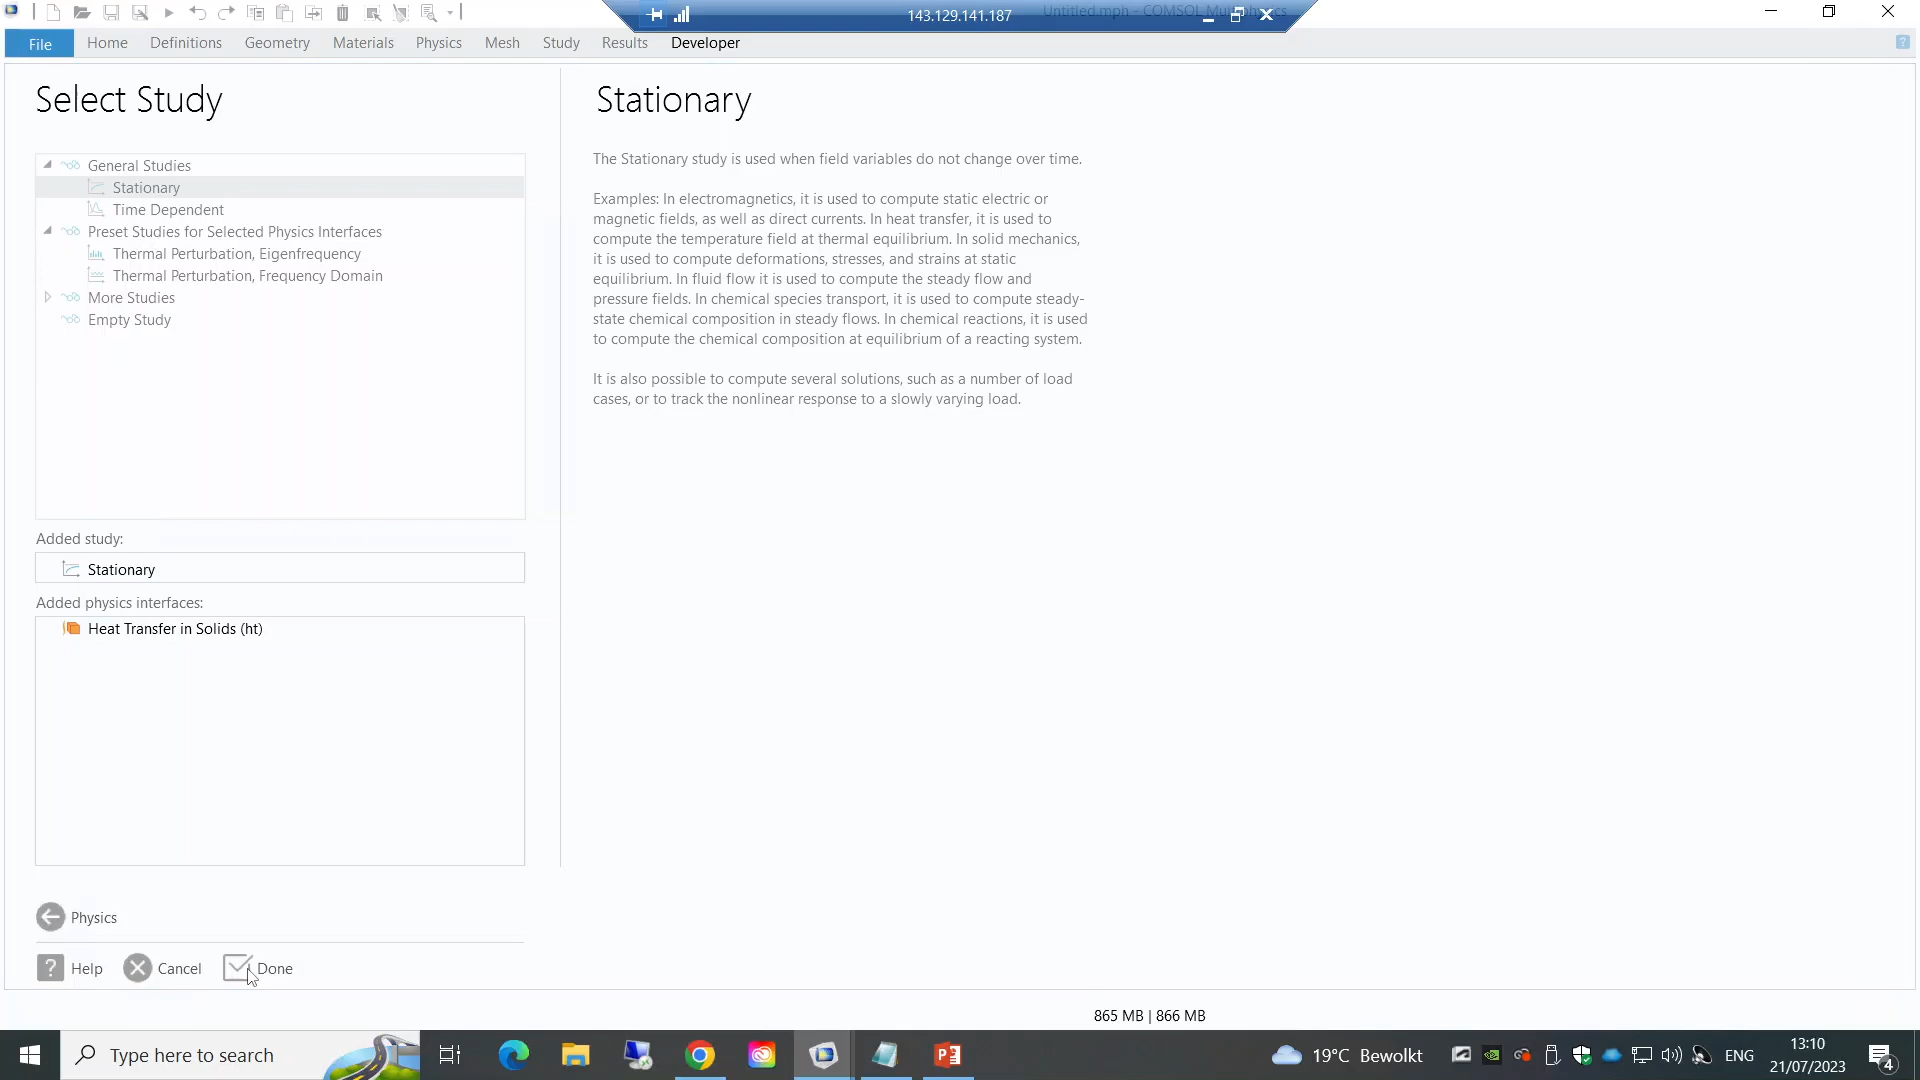 143.129.141.187
Untitled.mph - COMSOL Multiphysics
File Home Definitions Geometry Materials Physics Mesh Study Results Developer
Select Study
General Studies
Stationary
Time Dependent
Preset Studies for Selected Physics Interfaces
Thermal Perturbation, Eigenfrequency
Thermal Perturbation, Frequency Domain
More Studies
Empty Study
Added study:
Stationary
Added physics interfaces:
Heat Transfer in Solids (ht)
Physics
Help Cancel Done
Stationary
The Stationary study is used when field variables do not change over time.
Examples: In electromagnetics, it is used to compute static electric or
magnetic fields, as well as direct currents. In heat transfer, it is used to
compute the temperature field at thermal equilibrium. In solid mechanics,
it is used to compute deformations, stresses, and strains at static
equilibrium. In fluid flow it is used to compute the steady flow and
pressure fields. In chemical species transport, it is used to compute steady-
state chemical composition in steady flows. In chemical reactions, it is used
to compute the chemical composition at equilibrium of a reacting system.
It is also possible to compute several solutions, such as a number of load
cases, or to track the nonlinear response to a slowly varying load.
865 MB | 866 MB
Type here to search
19°C Bewolkt
ENG
13:10
21/07/2023
4